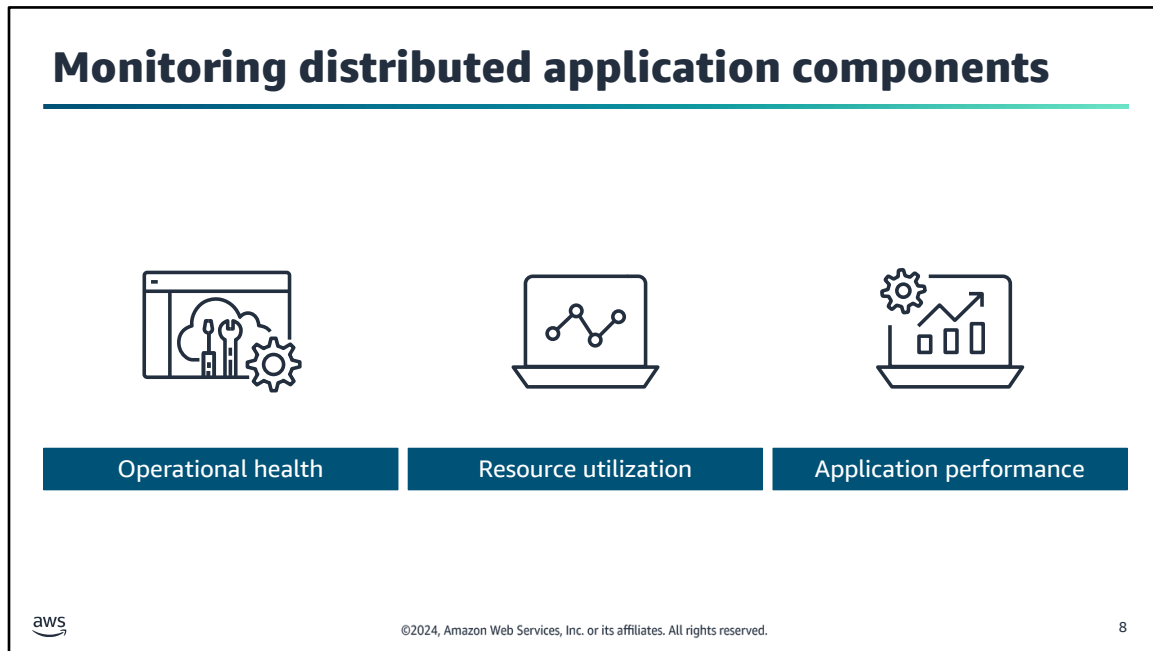 Monitoring distributed application components
Operational health
Resource utilization
Application performance
aws
©2024, Amazon Web Services, Inc. or its affiliates. All rights reserved.
8